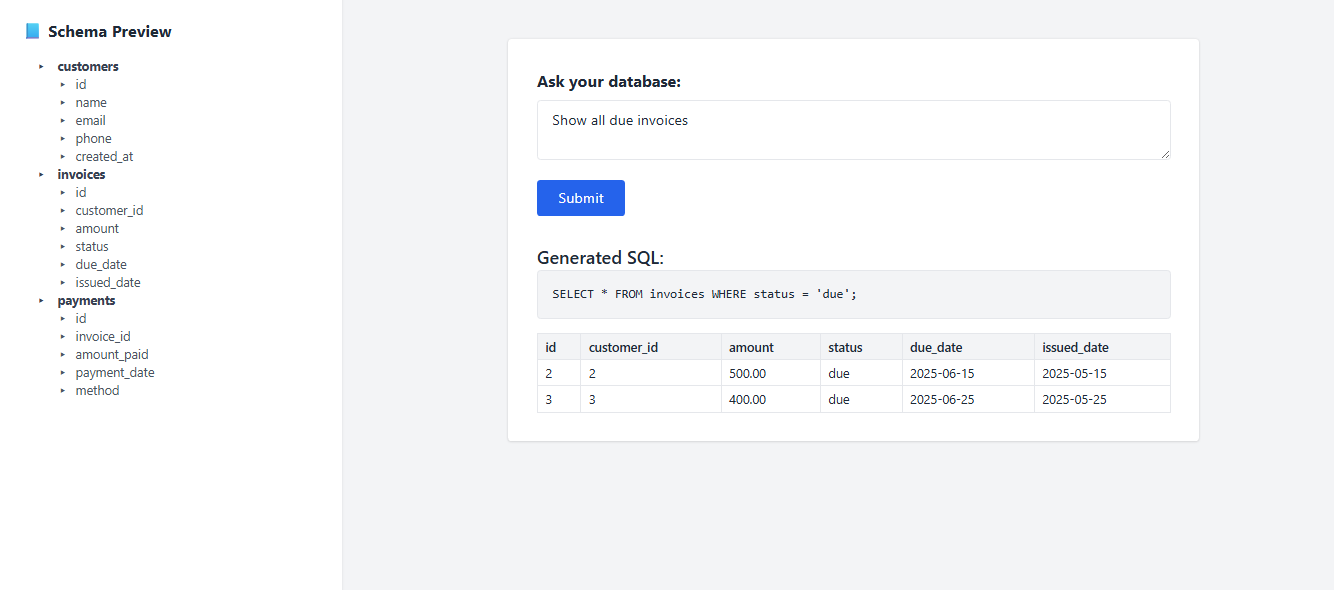 📘 Schema Preview
customers
id
name
email
phone
created_at
invoices
id
customer_id
amount
status
due_date
issued_date
payments
id
invoice_id
amount_paid
payment_date
method
Ask your database:
Show all due invoices
Submit
Generated SQL:
SELECT * FROM invoices WHERE status = 'due';
id customer_id amount status due_date issued_date
2 2 500.00 due 2025-06-15 2025-05-15
3 3 400.00 due 2025-06-25 2025-05-25